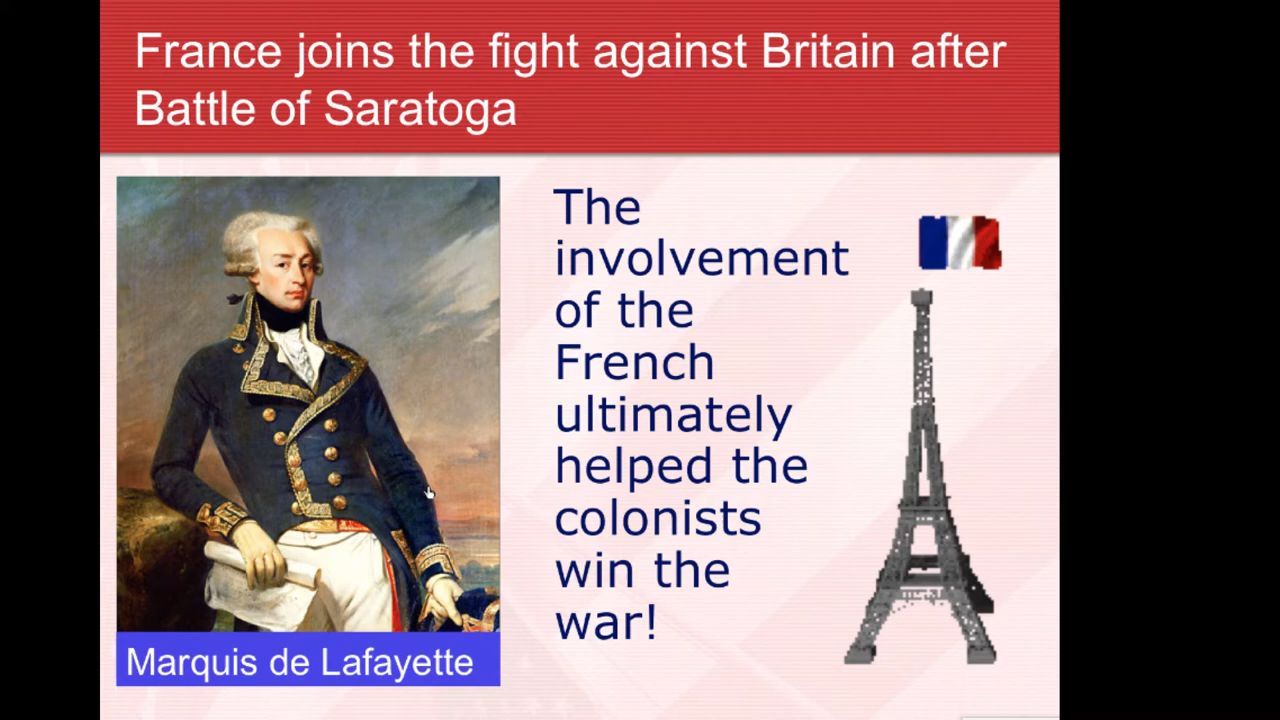 France joins the fight against Britain after
Battle of Saratoga
The
involvement
of the
French
ultimately
helped the
colonists
win the
war!
Marquis de Lafayette